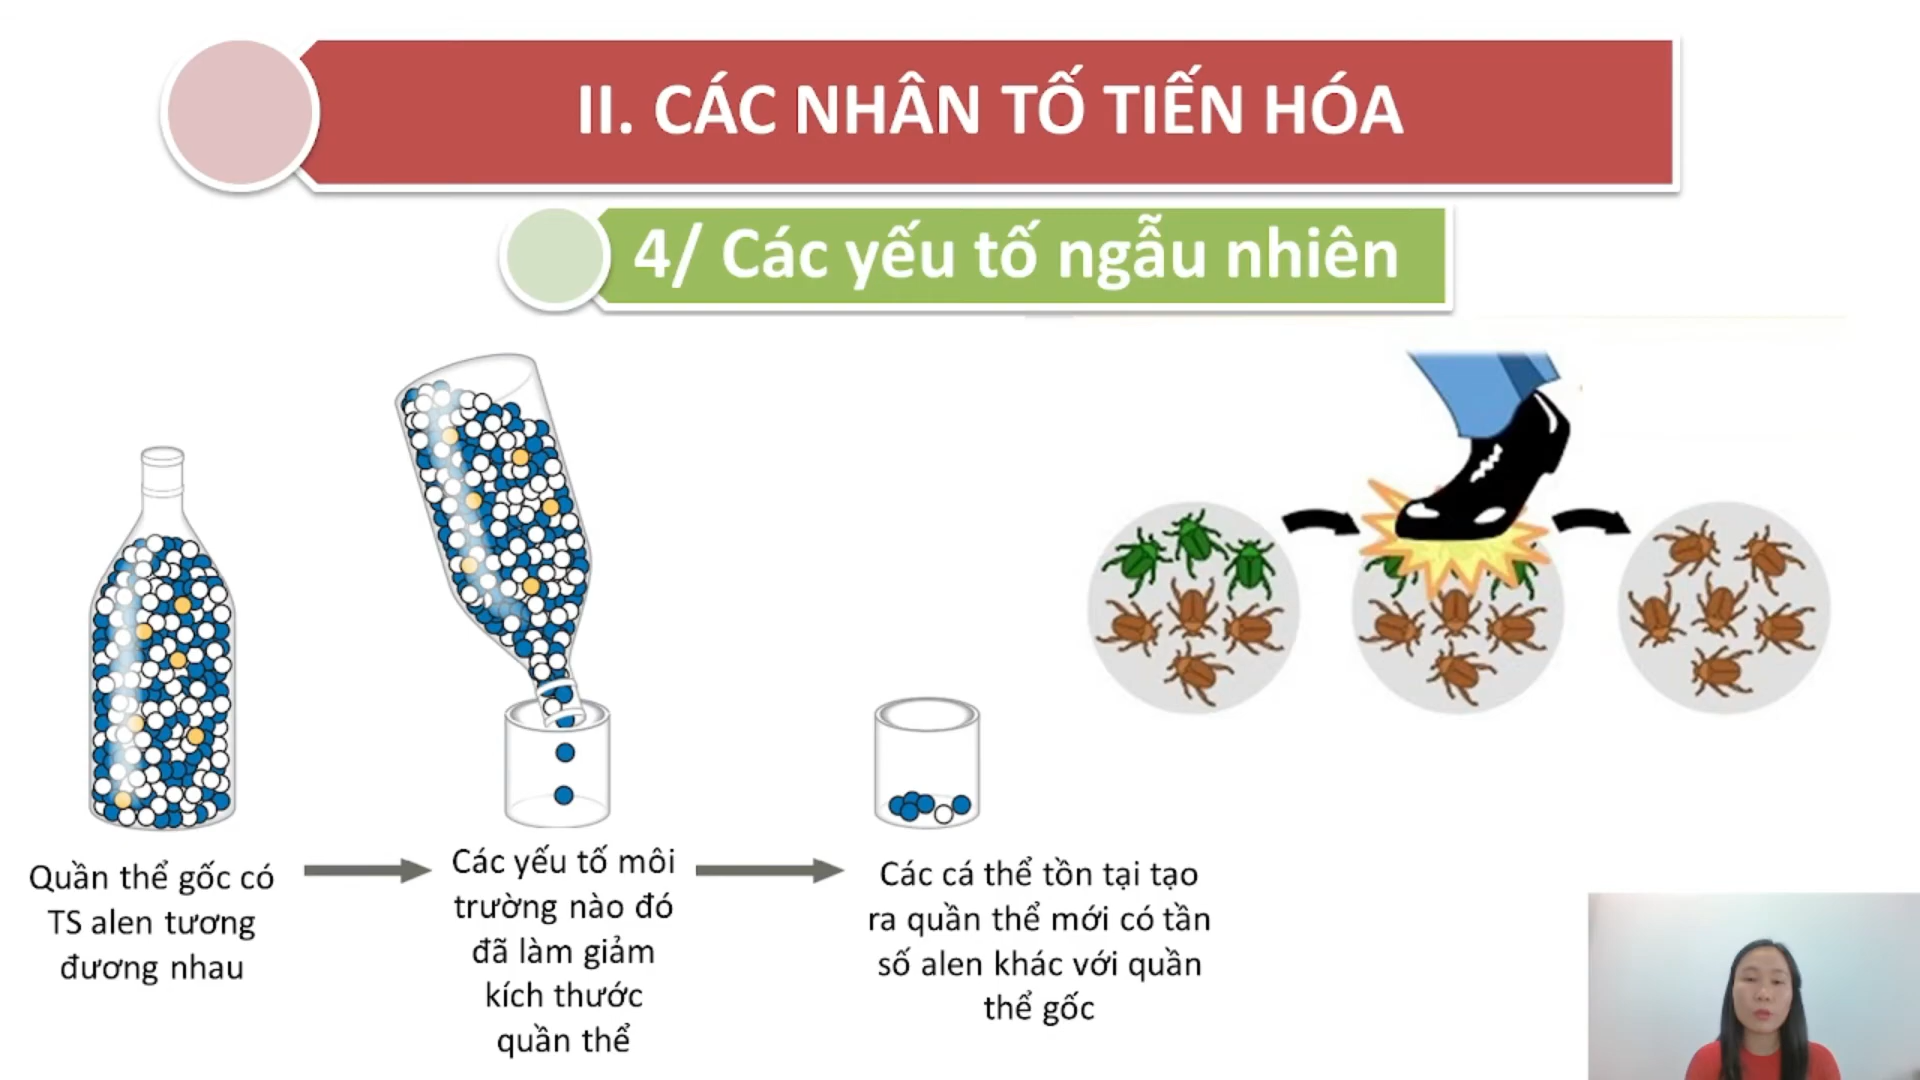 II. CÁC NHÂN TỐ TIẾN HÓA
4/ Các yếu tố ngẫu nhiên
Quần thể gốc có
TS alen tương
đương nhau
Các yếu tố môi
trường nào đó
đã làm giảm
kích thước
quần thể
Các cá thể tồn tại tạo
ra quần thể mới có tần
số alen khác với quần
thể gốc